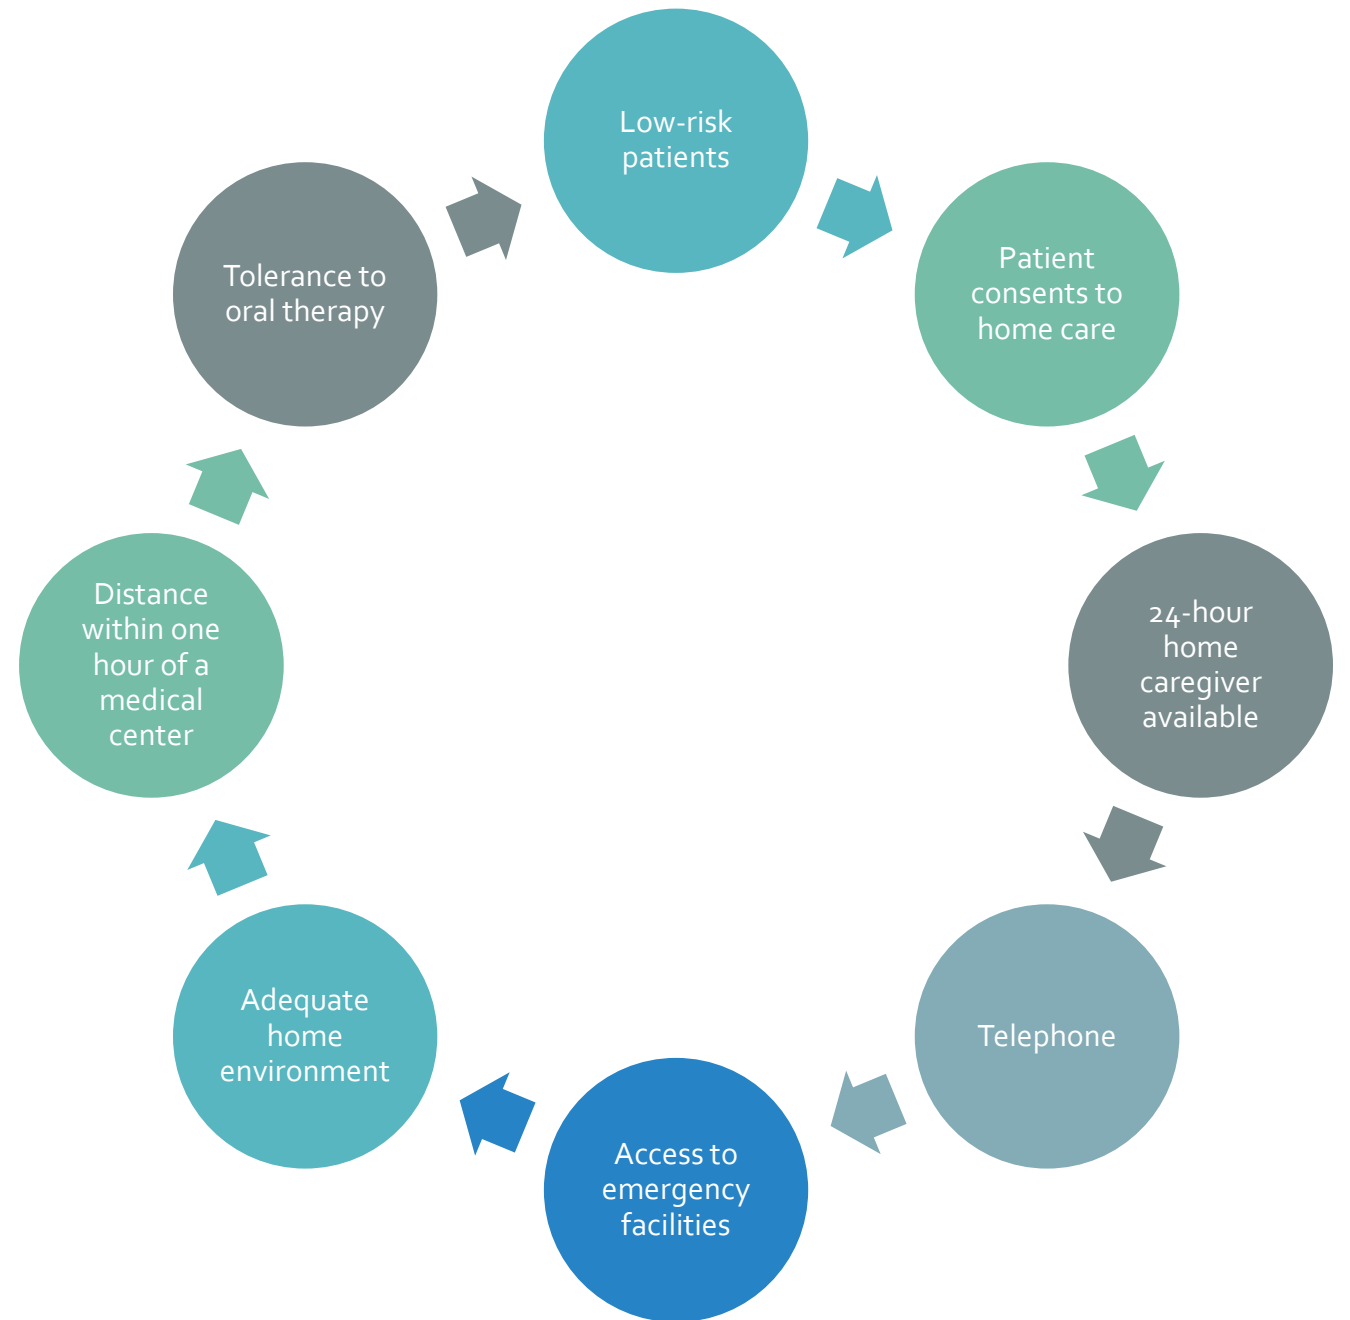 Low-risk
patients
Patient
consents to
home care
24-hour
home
caregiver
available
Telephone
Access to
emergency
facilities
Adequate
home
environment
Distance
within one
hour of a
medical
center
Tolerance to
oral therapy